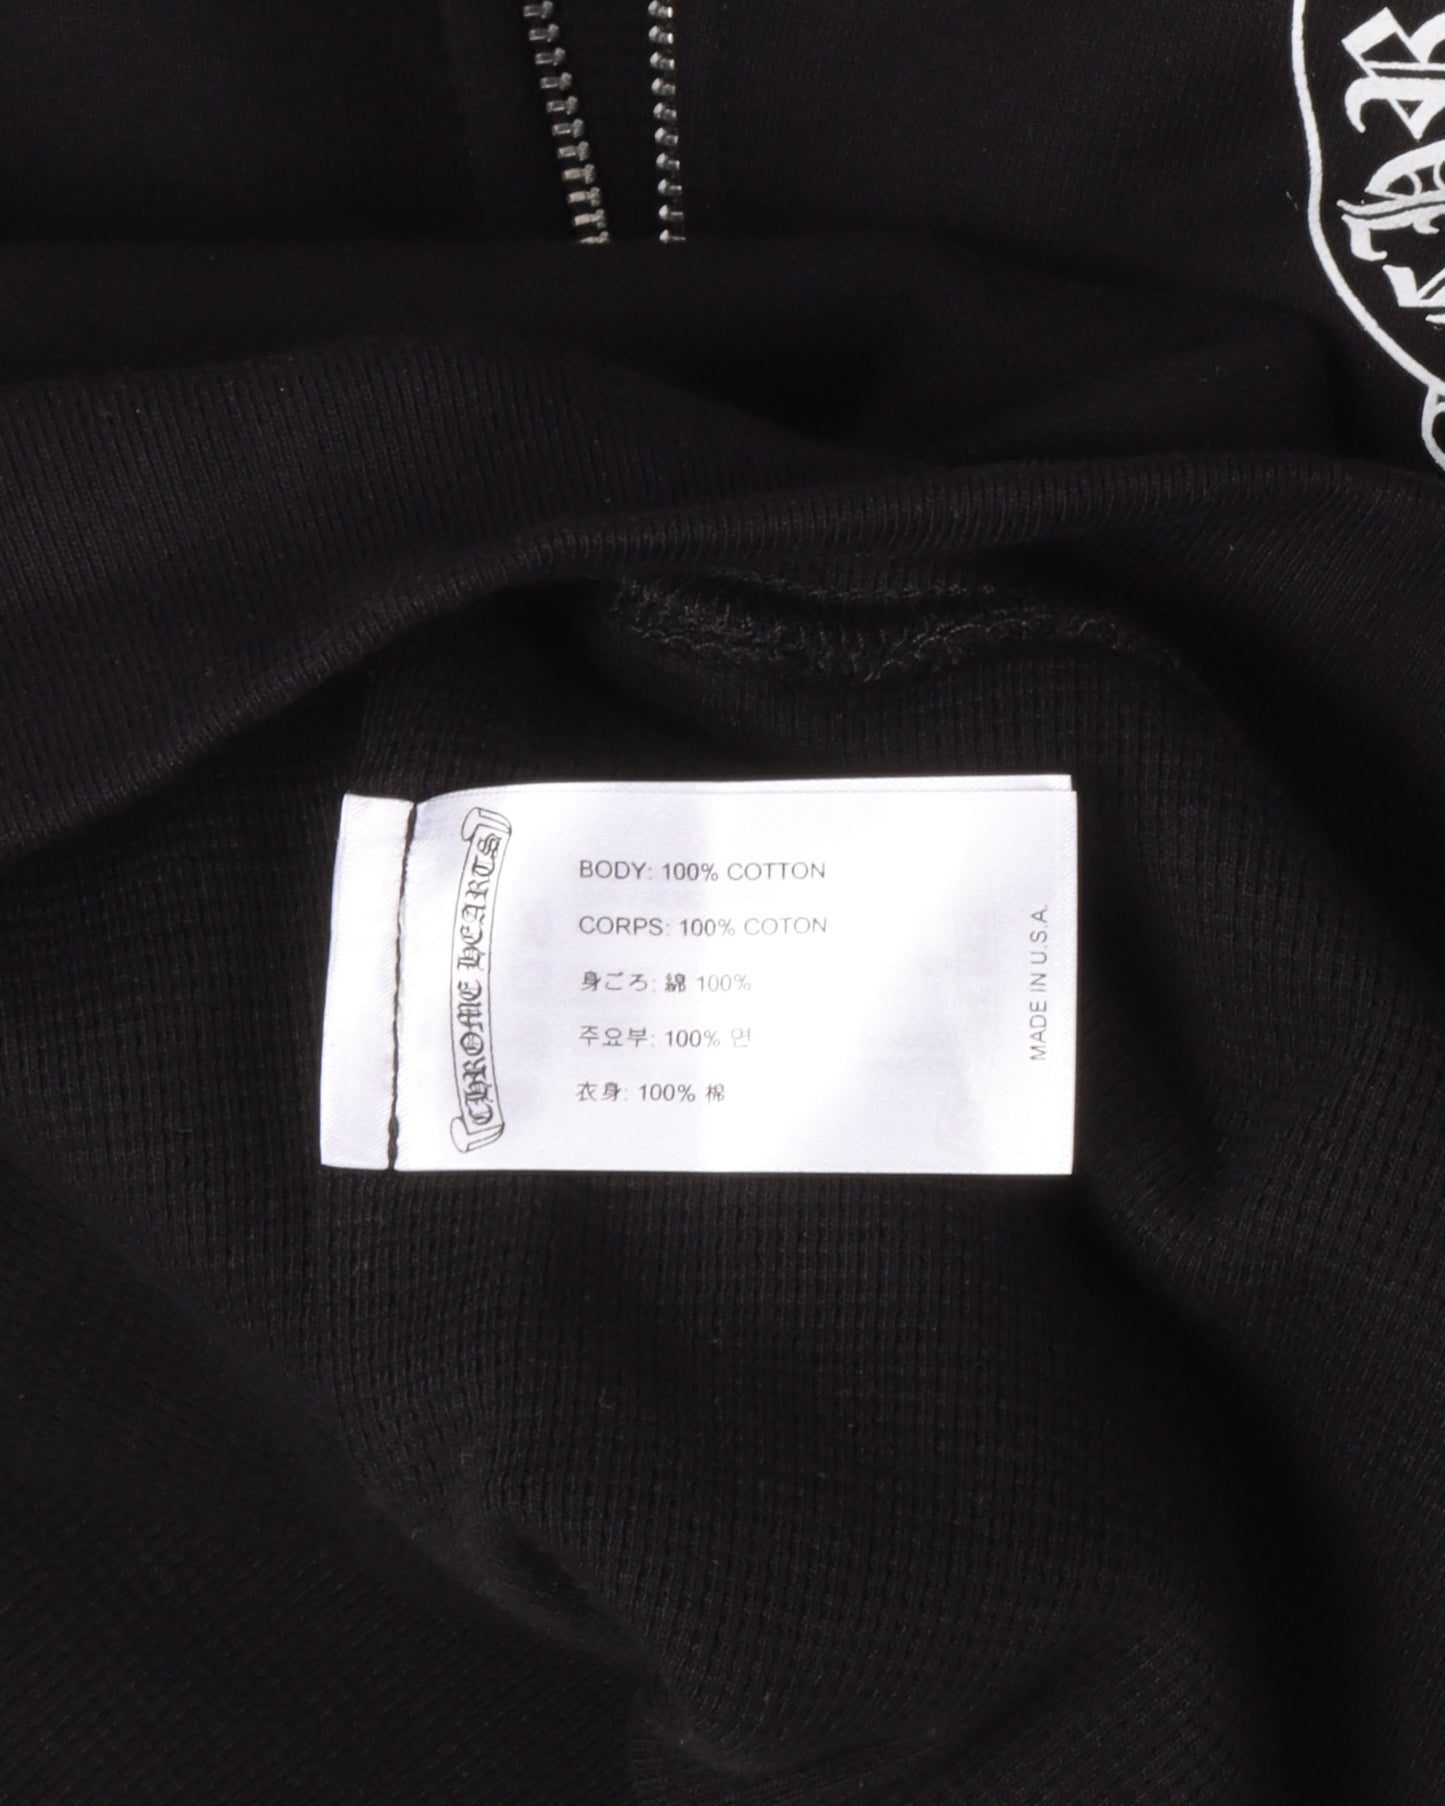 CHROME HEARTS
BODY: 100% COTTON
CORPS: 100% COTON
身ごろ: 綿 100%
주요부: 100% 면
衣身: 100% 棉
MADE IN U.S.A.